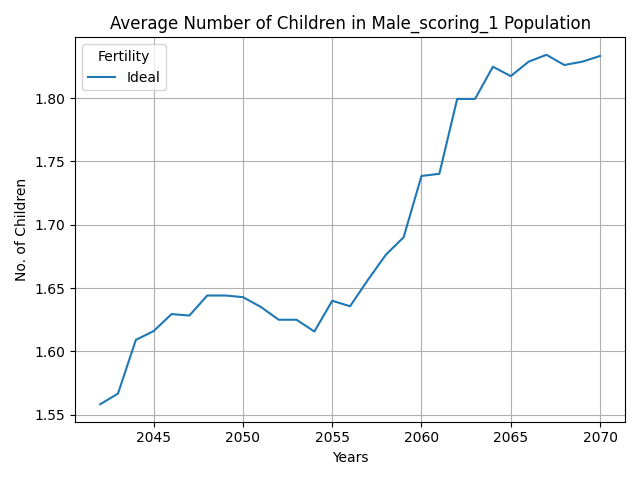 Average Number of Children in Male_scoring_1 Population
Fertility
Ideal
No. of Children
1.80
1.75
1.70
1.65
1.60
1.55
2045 2050 2055 2060 2065 2070
Years